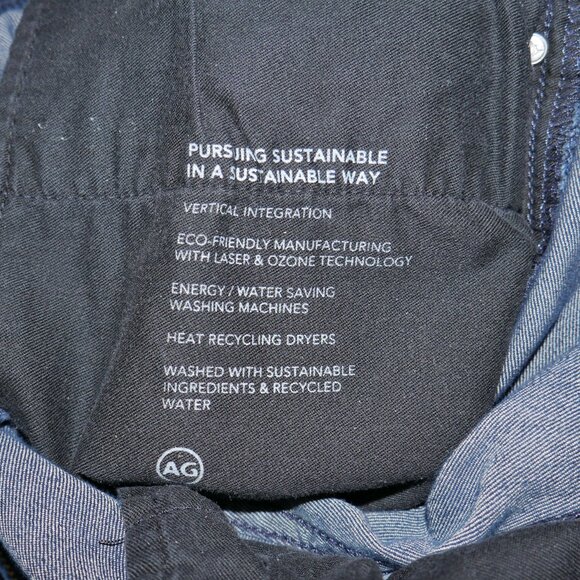 PURSUING SUSTAINABLE
IN A SUSTAINABLE WAY
VERTICAL INTEGRATION
ECO-FRIENDLY MANUFACTURING
WITH LASER & OZONE TECHNOLOGY
ENERGY / WATER SAVING
WASHING MACHINES
HEAT RECYCLING DRYERS
WASHED WITH SUSTAINABLE
INGREDIENTS & RECYCLED
WATER
AG